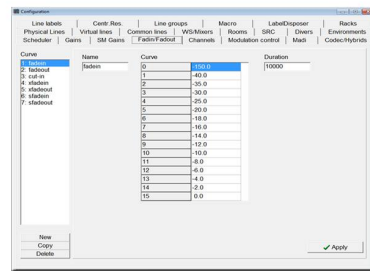 Configuration
Line labels Centr.Res. Line groups Macro LabelDisposer Racks
Physical Lines Virtual lines Common lines WS/Mixers Rooms SRC Divers Environments
Scheduler Gains SM Gains Fadin/Fadout Channels Modulation control Madi Codec/Hybrids
Curve
1: fadein
2: fadeout
3: cut-in
4: xfadein
5: xfadeout
6: sfadein
7: sfadeout
New
Copy
Delete
Name
fadein
Curve
0 -150.0
1 -40.0
2 -35.0
3 -30.0
4 -25.0
5 -20.0
6 -18.0
7 -16.0
8 -14.0
9 -12.0
10 -10.0
11 -8.0
12 -6.0
13 -4.0
14 -2.0
15 0.0
Duration
10000
Apply